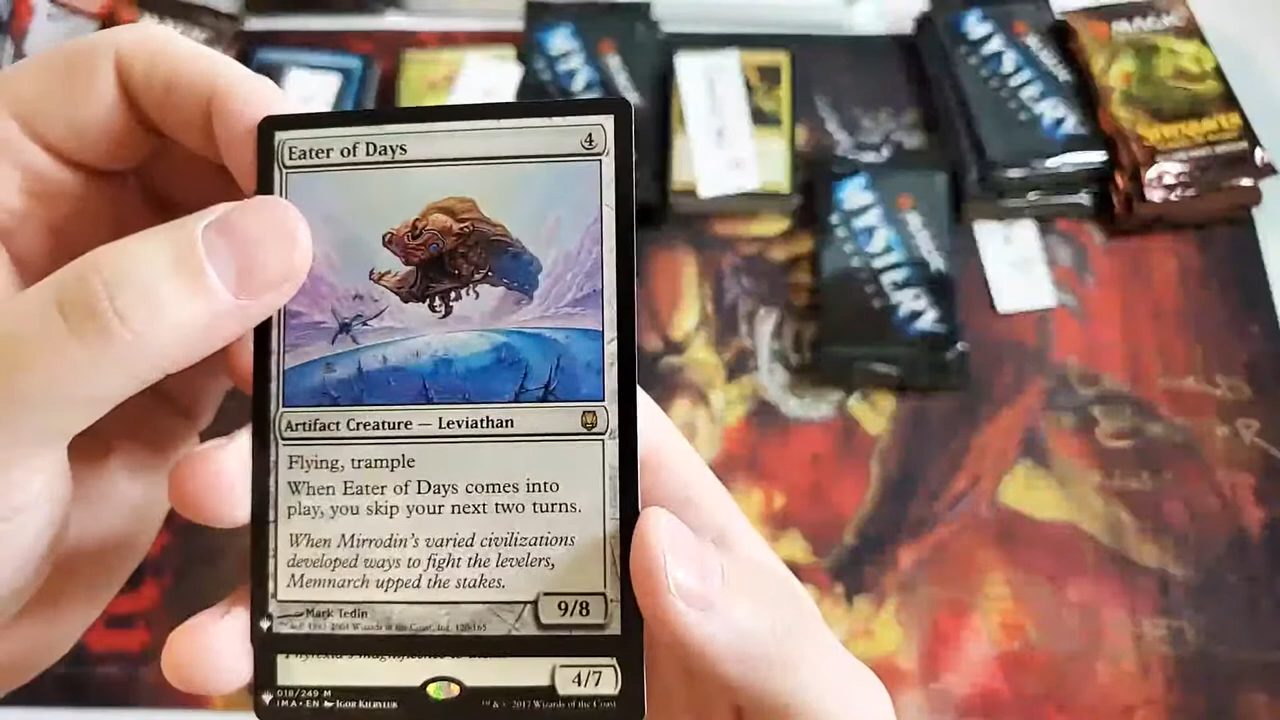 MAGIC
MYSTERY
MYSTERY
MAGIC
MYSTERY
Eater of Days
4
Artifact Creature — Leviathan
Flying, trample
When Eater of Days comes into
play, you skip your next two turns.
When Mirrodin's varied civilizations
developed ways to fight the levelers,
Memnarch upped the stakes.
9/8
Mark Tedin
4/7
018/249 M
IMA • EN Igor Kieryluk
™ & © 2017 Wizards of the Coast